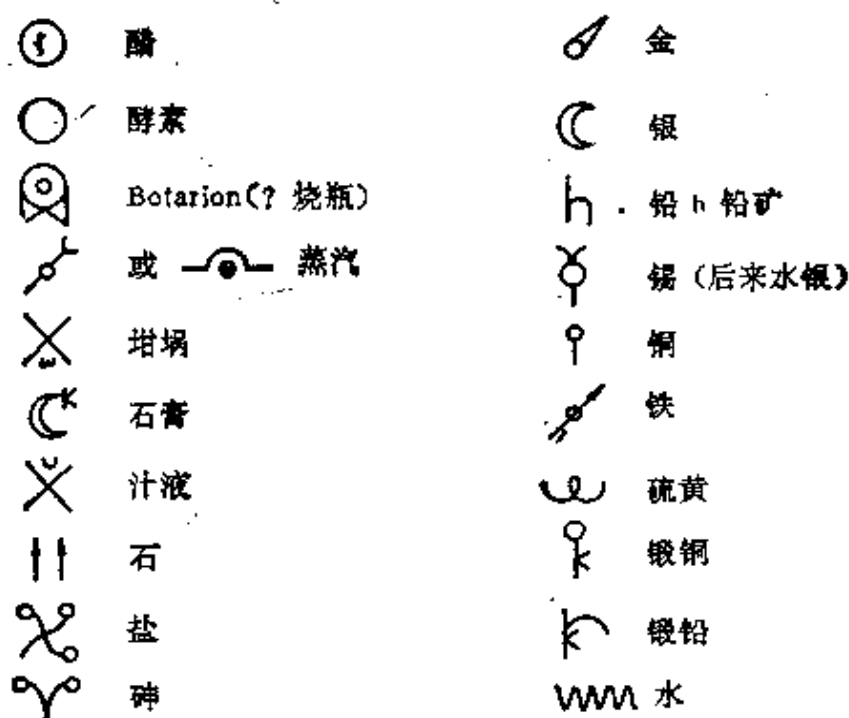 醋
酵素
Botarion(? 烧瓶)
或 蒸汽
坩埚
石膏
汁液
石
盐
砷
金
银
铅 h 铅矿
锡 (后来水银)
铜
铁
硫黄
锻铜
锻铅
水